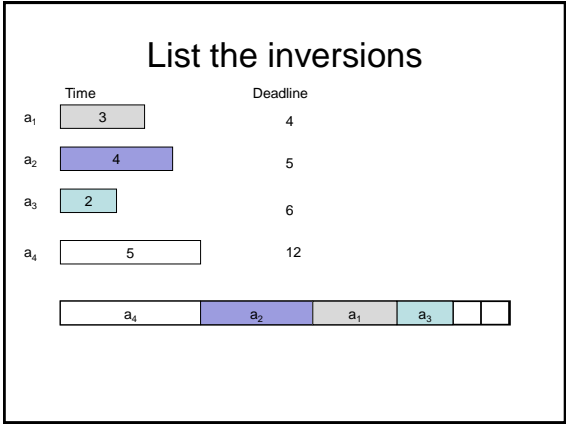 List the inversions
Time Deadline
a₁ 3 4
a₂ 4 5
a₃ 2 6
a₄ 5 12
a₄ a₂ a₁ a₃